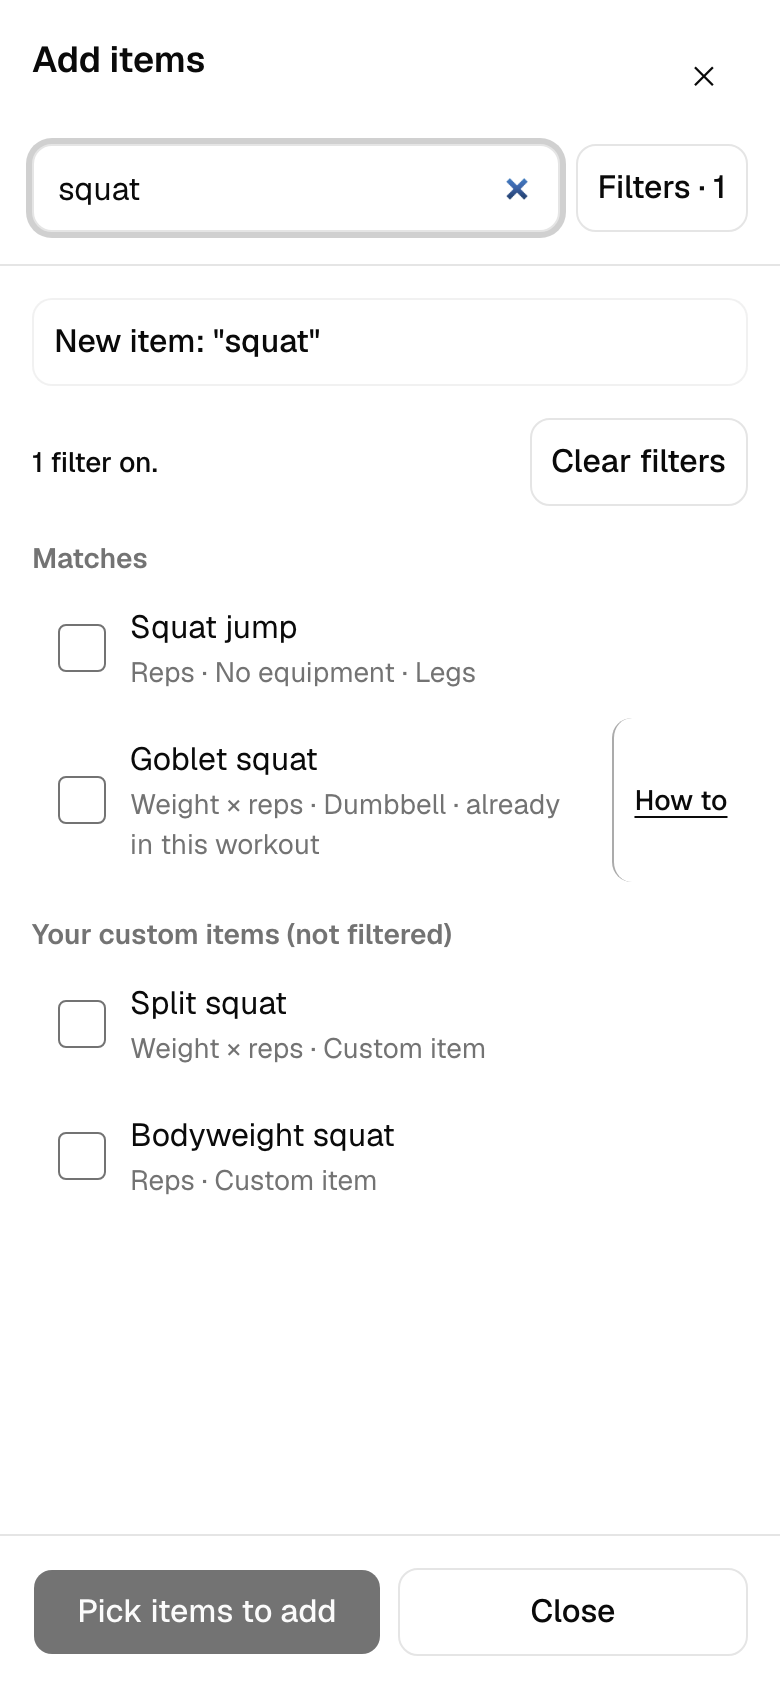 Add items
squat
Filters · 1
New item: "squat"
1 filter on.
Clear filters
Matches
Squat jump
Reps · No equipment · Legs
Goblet squat
Weight × reps · Dumbbell · already
in this workout
How to
Your custom items (not filtered)
Split squat
Weight × reps · Custom item
Bodyweight squat
Reps · Custom item
Pick items to add
Close